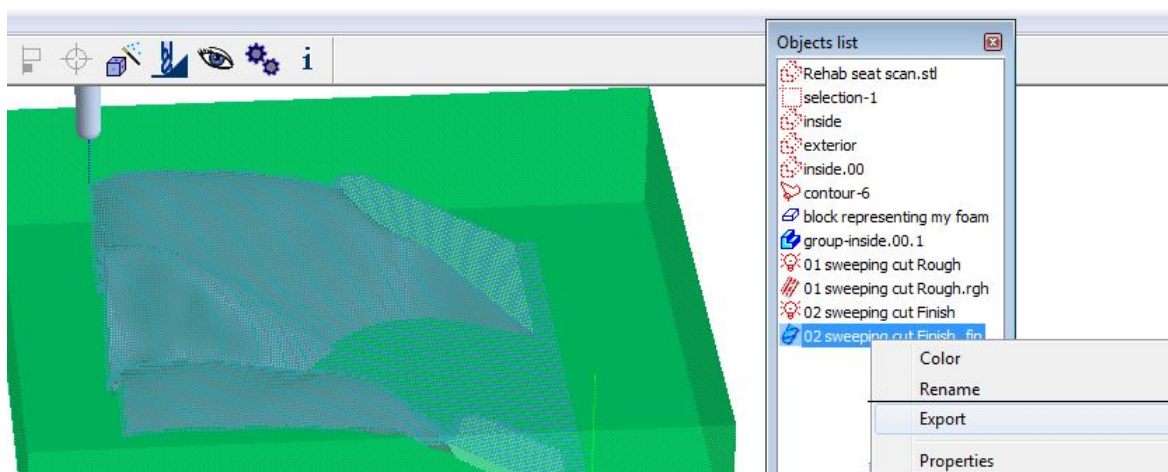 i
Objects list
Rehab seat scan.stl
selection-1
inside
exterior
inside.00
contour-6
block representing my foam
group-inside.00.1
01 sweeping cut Rough
01 sweeping cut Rough.rgh
02 sweeping cut Finish
02 sweeping cut Finish_fin
Color
Rename
Export
Properties